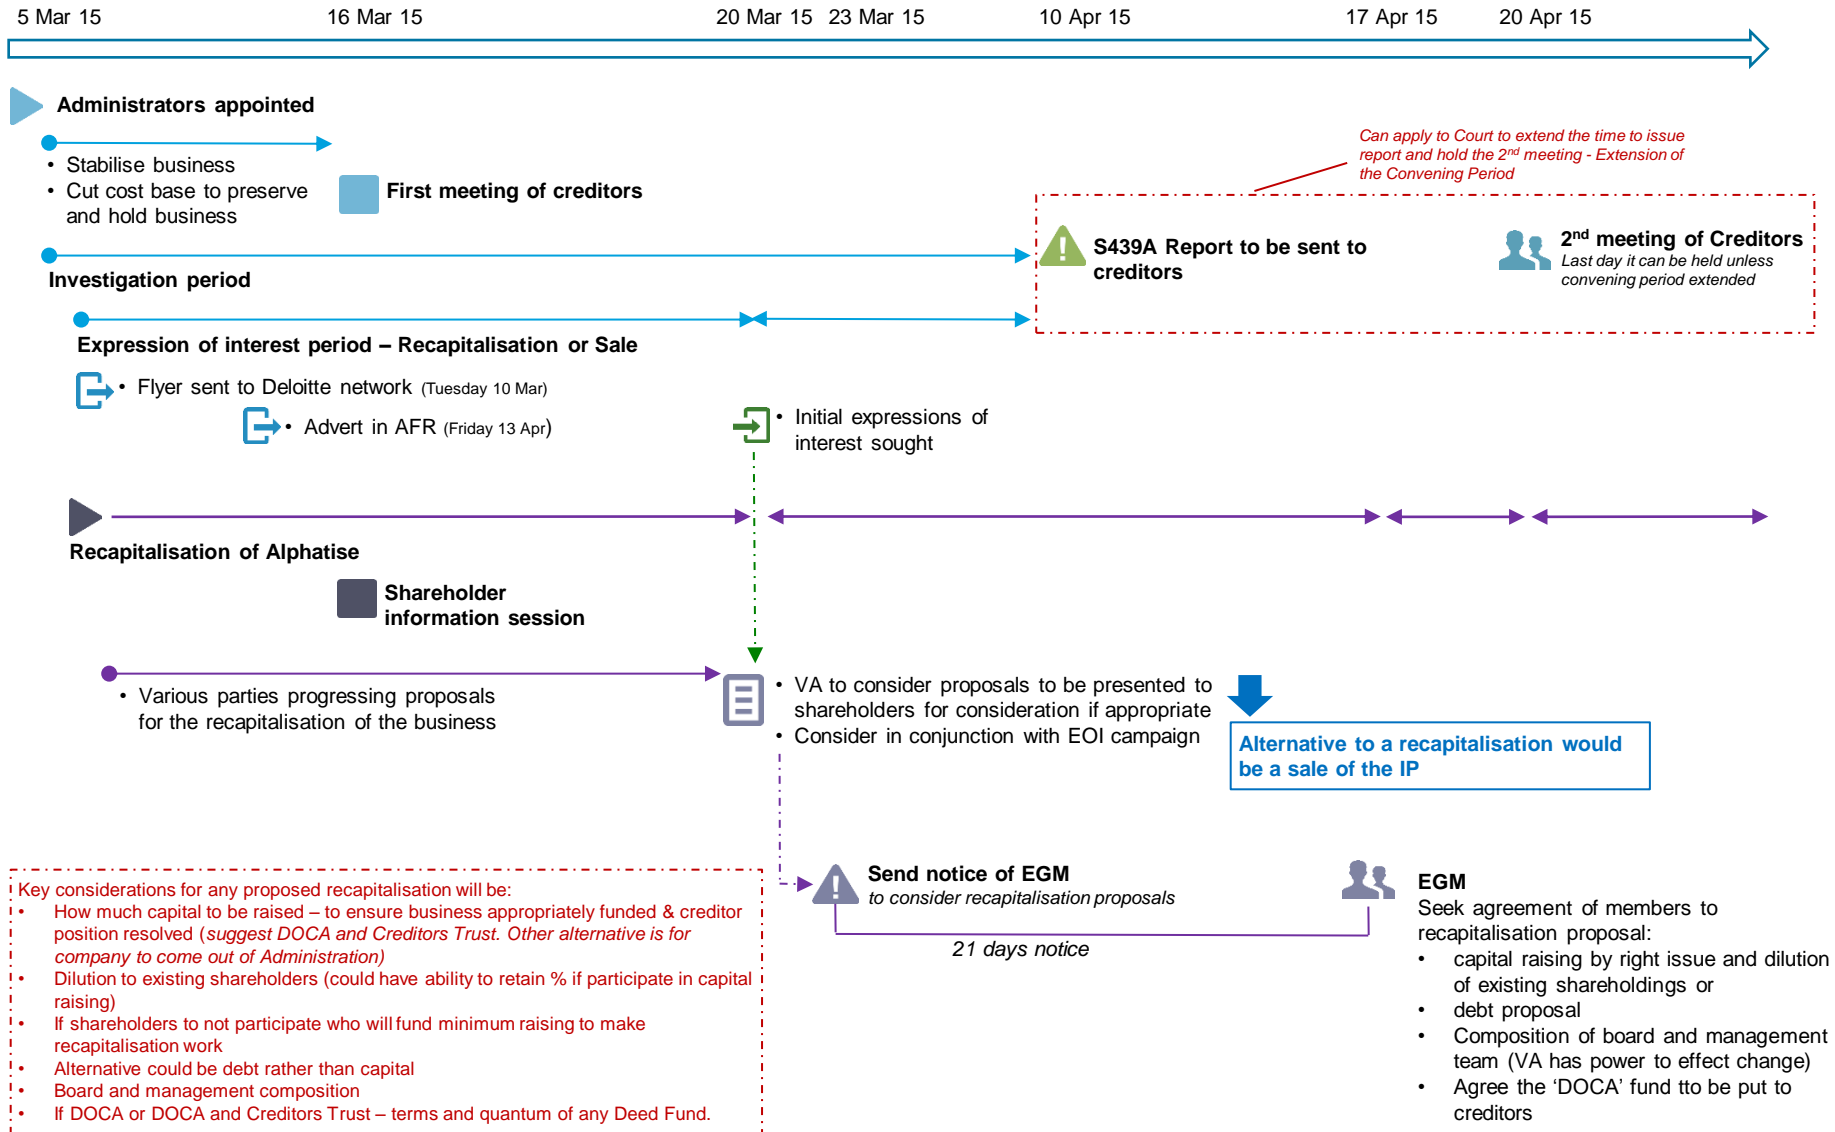 5 Mar 15
16 Mar 15
20 Mar 15
23 Mar 15
10 Apr 15
17 Apr 15
20 Apr 15
Administrators appointed
• Stabilise business
• Cut cost base to preserve
and hold business
First meeting of creditors
Can apply to Court to extend the time to issue
report and hold the 2nd meeting - Extension of
the Convening Period
S439A Report to be sent to
creditors
2nd meeting of Creditors
Last day it can be held unless
convening period extended
Investigation period
Expression of interest period – Recapitalisation or Sale
• Flyer sent to Deloitte network (Tuesday 10 Mar)
• Advert in AFR (Friday 13 Apr)
• Initial expressions of
interest sought
Recapitalisation of Alphatise
Shareholder
information session
• Various parties progressing proposals
for the recapitalisation of the business
• VA to consider proposals to be presented to
shareholders for consideration if appropriate
• Consider in conjunction with EOI campaign
Alternative to a recapitalisation would
be a sale of the IP
Send notice of EGM
to consider recapitalisation proposals
21 days notice
EGM
Seek agreement of members to
recapitalisation proposal:
• capital raising by right issue and dilution
of existing shareholdings or
• debt proposal
• Composition of board and management
team (VA has power to effect change)
• Agree the ‘DOCA’ fund tto be put to
creditors
Key considerations for any proposed recapitalisation will be:
• How much capital to be raised – to ensure business appropriately funded & creditor
position resolved (suggest DOCA and Creditors Trust. Other alternative is for
company to come out of Administration)
• Dilution to existing shareholders (could have ability to retain % if participate in capital
raising)
• If shareholders to not participate who will fund minimum raising to make
recapitalisation work
• Alternative could be debt rather than capital
• Board and management composition
• If DOCA or DOCA and Creditors Trust – terms and quantum of any Deed Fund.